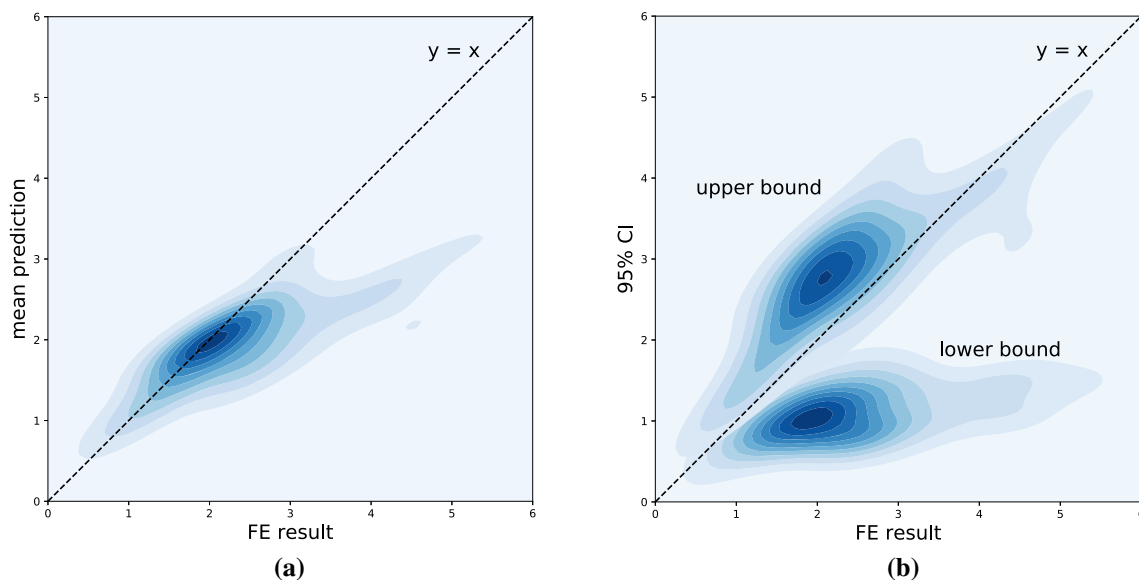 6
5
4
3
2
1
0
mean prediction
y = x
0 1 2 3 4 5 6
FE result
(a)
6
5
4
3
2
1
0
95% CI
y = x
upper bound
lower bound
0 1 2 3 4 5 6
FE result
(b)